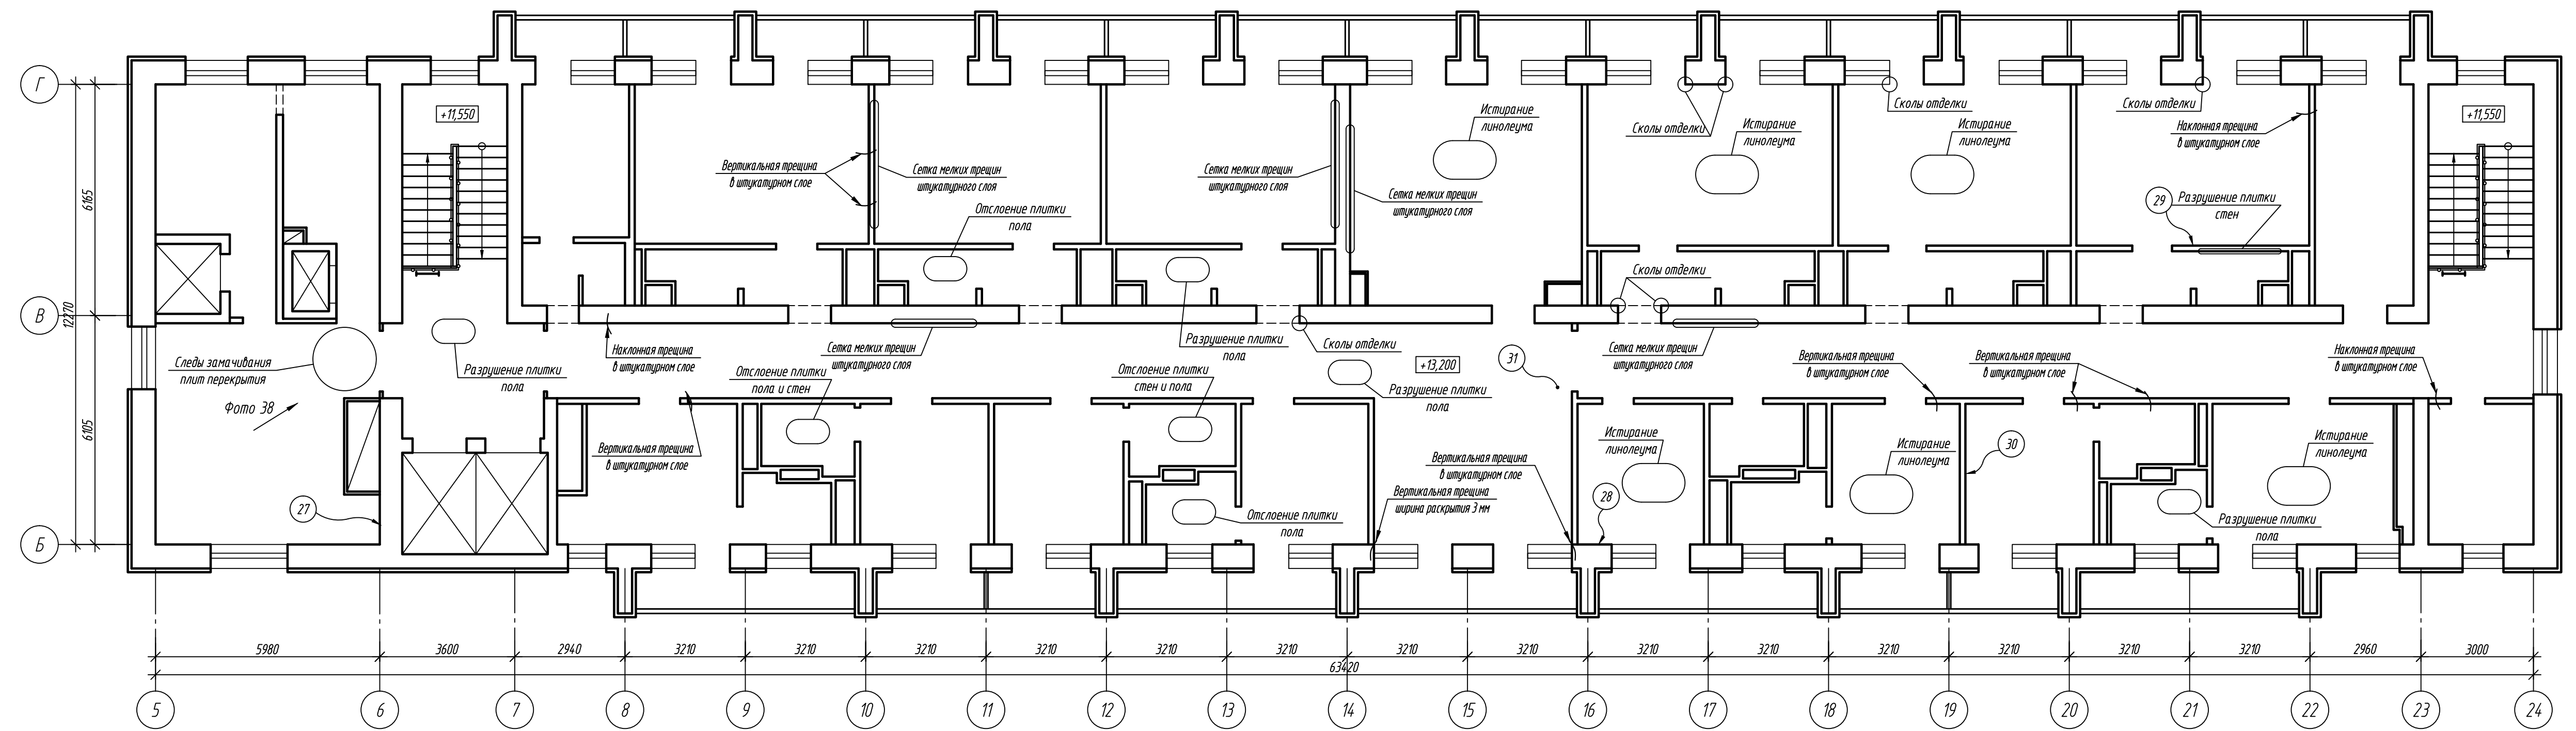 Г
+11,550
Истирание
линолеума
Сколы отделки
Истирание
линолеума
Сколы отделки
Истирание
линолеума
Сколы отделки
Наклонная трещина
в штукатурном слое
+11,550
Вертикальная трещина
в штукатурном слое
Сетка мелких трещин
штукатурного слоя
Сетка мелких трещин
штукатурного слоя
Сетка мелких трещин
штукатурного слоя
6165
Отслоение плитки
пола
29
Разрушение плитки
стен
Сколы отделки
В
12270
Следы замачивания
плит перекрытия
Разрушение плитки
пола
Наклонная трещина
в штукатурном слое
Сетка мелких трещин
штукатурного слоя
Разрушение плитки
пола
Сколы отделки
+13,200
31
Сетка мелких трещин
штукатурного слоя
Вертикальная трещина
в штукатурном слое
Вертикальная трещина
в штукатурном слое
Наклонная трещина
в штукатурном слое
Отслоение плитки
пола и стен
Отслоение плитки
стен и пола
Разрушение плитки
пола
Фото 38
6105
Вертикальная трещина
в штукатурном слое
Истирание
линолеума
Истирание
линолеума
30
Истирание
линолеума
Вертикальная трещина
в штукатурном слое
Вертикальная трещина
ширина раскрытия 3 мм
28
27
Отслоение плитки
пола
Разрушение плитки
пола
Б
5980
3600
2940
3210
3210
3210
3210
3210
3210
3210
3210
3210
3210
3210
3210
3210
3210
2960
3000
63420
5
6
7
8
9
10
11
12
13
14
15
16
17
18
19
20
21
22
23
24